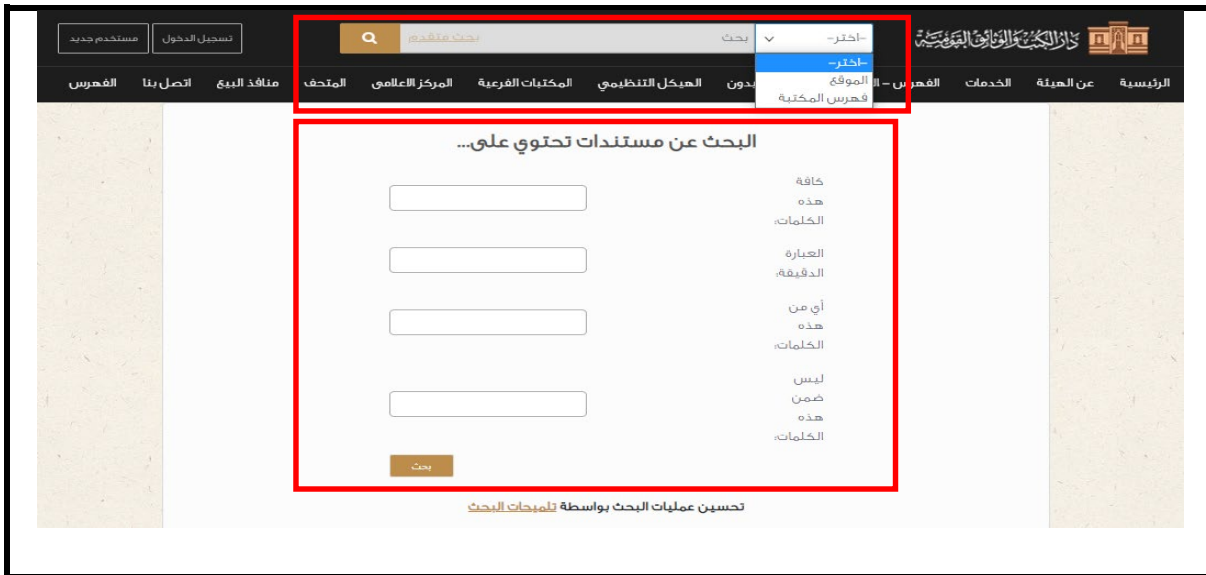 دار الكتب والوثائق القومية
-اختر-
بحث
بحث متقدم
تسجيل الدخول
مستخدم جديد
-اختر-
الموقع
فهرس المكتبة
الرئيسية
عن الهيئة
الخدمات
الفهرس –
يدون
الهيكل التنظيمي
المكتبات الفرعية
المركز الاعلامى
المتحف
منافذ البيع
اتصل بنا
الفهرس
البحث عن مستندات تحتوي على...
كافة
هذه
الكلمات:
العبارة
الدقيقة:
أي من
هذه
الكلمات:
ليس
ضمن
هذه
الكلمات:
بحث
تحسين عمليات البحث بواسطة تلميحات البحث